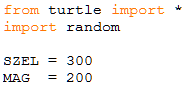 from turtle import *
import random

SZEL = 300
MAG  = 200